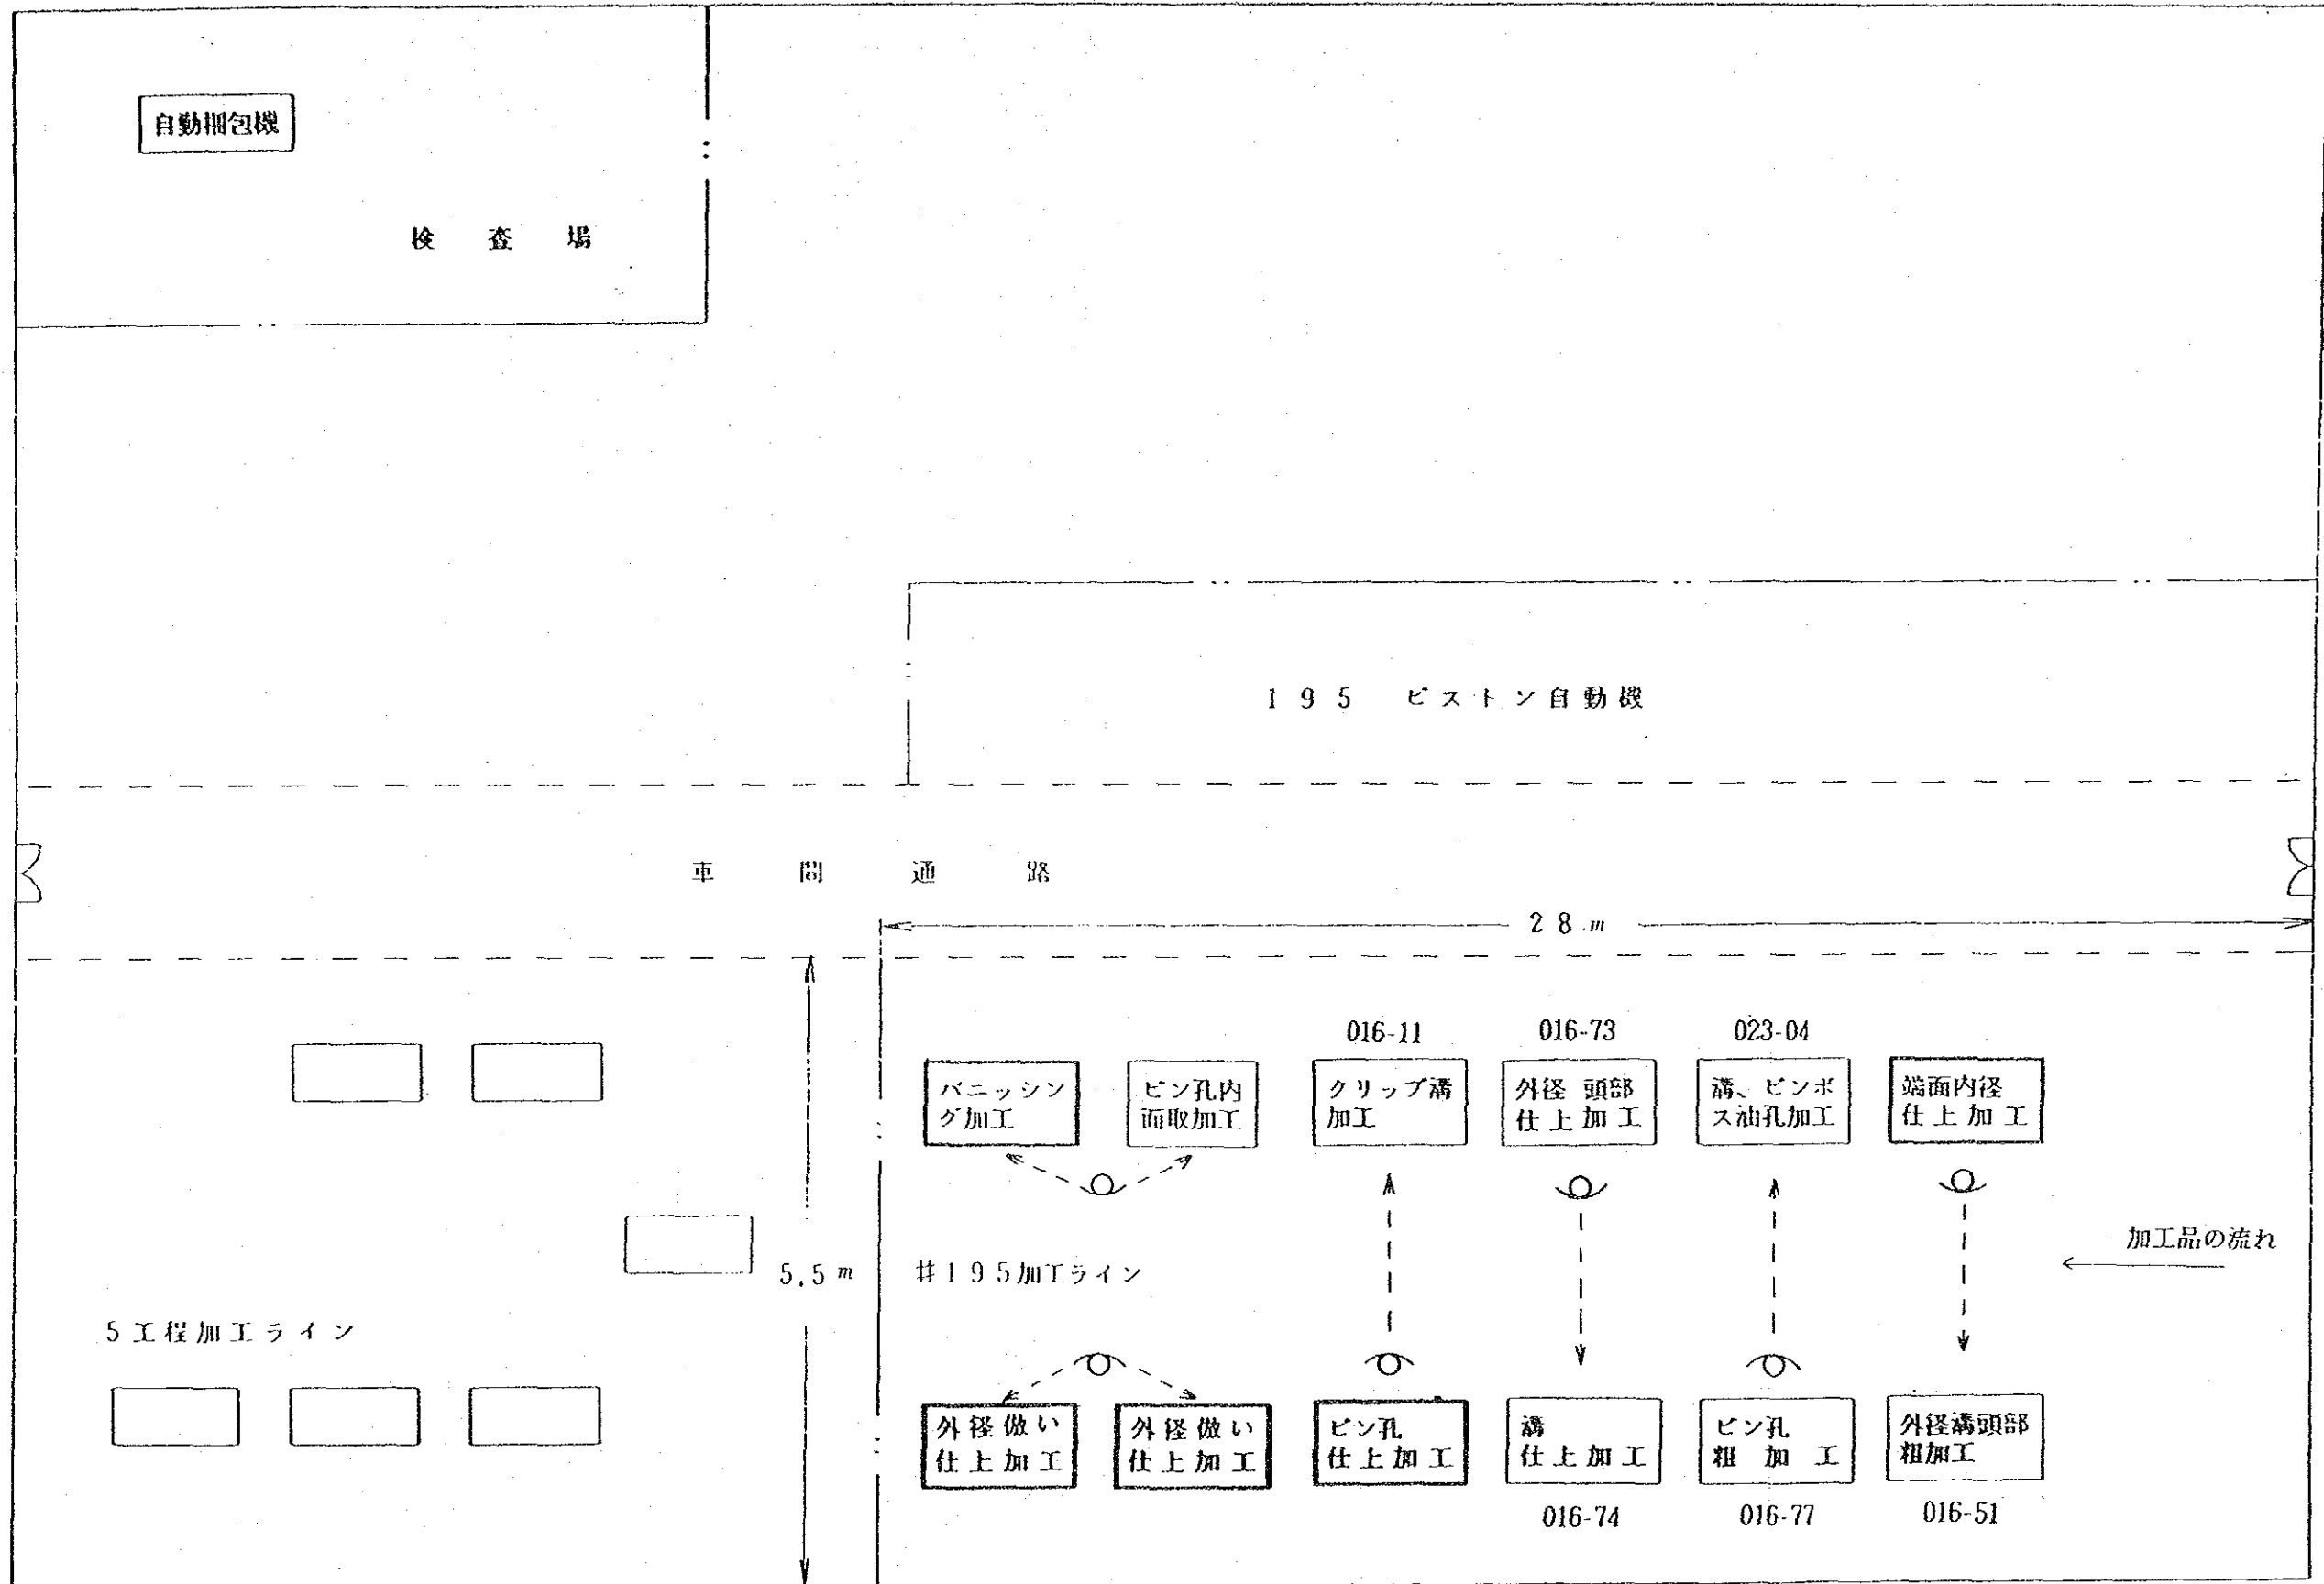 自動梱包機
検査場
195 ピストン自動機
車間通路
28m
016-11
016-73
023-04
バニッシン
グ加工
ピン孔内
面取加工
クリップ溝
加工
外径 頭部
仕上加工
溝、ピンボ
ス油孔加工
端面内径
仕上加工
加工品の流れ
5.5m
#195加工ライン
5工程加工ライン
外径倣い
仕上加工
外径倣い
仕上加工
ピン孔
仕上加工
溝
仕上加工
ピン孔
粗加工
外径溝頭部
粗加工
016-74
016-77
016-51